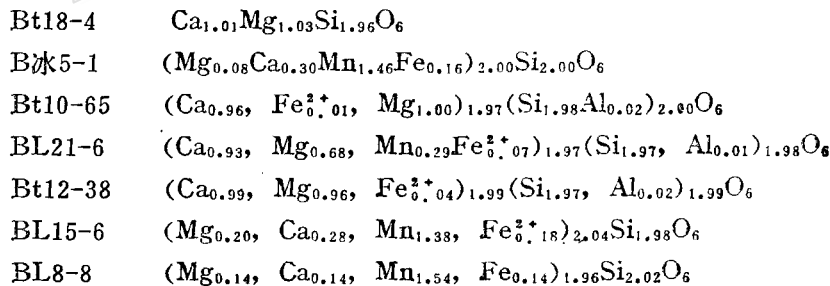 Bt18-4 Ca₁.₀₁Mg₁.₀₃Si₁.₉₆O₆
B冰5-1 (Mg₀.₀₈Ca₀.₃₀Mn₁.₄₆Fe₀.₁₆)₂.₀₀Si₂.₀₀O₆
Bt10-65 (Ca₀.₉₆, Fe²⁺₀.₀₁, Mg₁.₀₀)₁.₉₇(Si₁.₉₈Al₀.₀₂)₂.₀₀O₆
BL21-6 (Ca₀.₉₃, Mg₀.₆₈, Mn₀.₂₉Fe²⁺₀.₀₇)₁.₉₇(Si₁.₉₇, Al₀.₀₁)₁.₉₈O₆
Bt12-38 (Ca₀.₉₉, Mg₀.₉₆, Fe²⁺₀.₀₄)₁.₉₉(Si₁.₉₇, Al₀.₀₂)₁.₉₉O₆
BL15-6 (Mg₀.₂₀, Ca₀.₂₈, Mn₁.₃₈, Fe²⁺₀.₁₈)₂.₀₄Si₁.₉₈O₆
BL8-8 (Mg₀.₁₄, Ca₀.₁₄, Mn₁.₅₄, Fe₀.₁₄)₁.₉₆Si₂.₀₂O₆